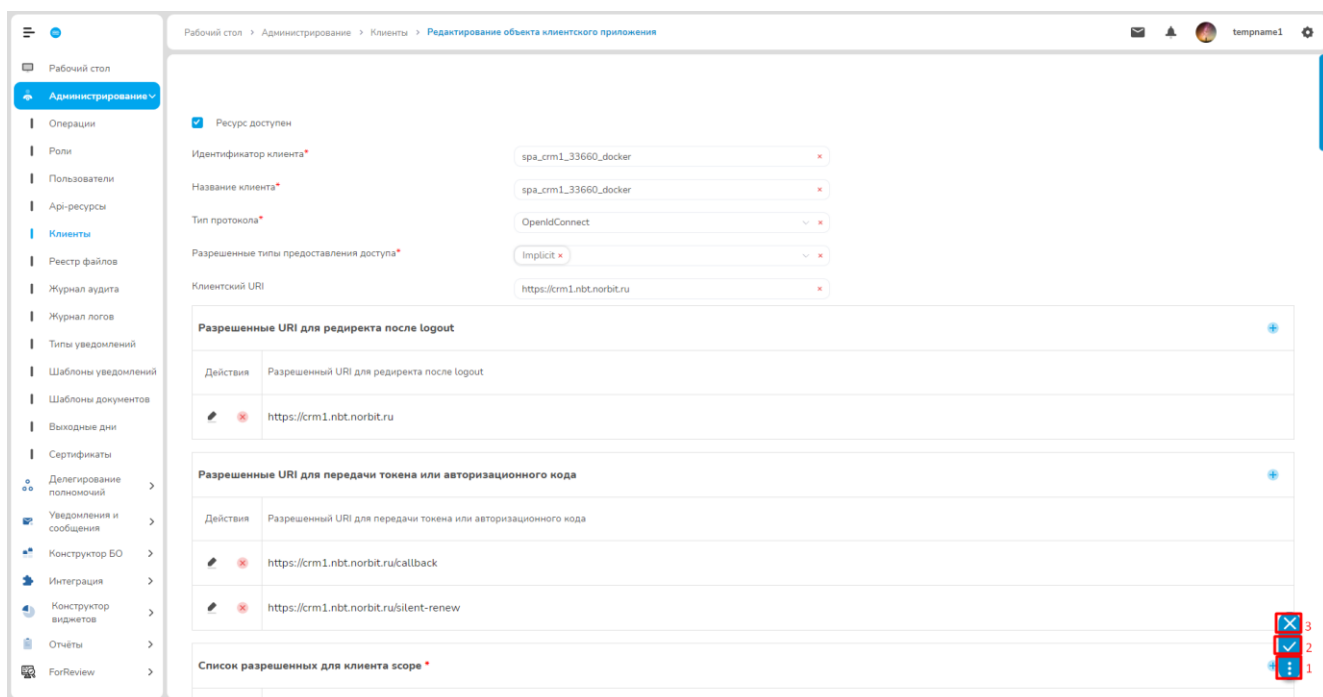 Рабочий стол > Администрирование > Клиенты > Редактирование объекта клиентского приложения
tempname1
Рабочий стол
Администрирование
Операции
Роли
Пользователи
Api-ресурсы
Клиенты
Реестр файлов
Журнал аудита
Журнал логов
Типы уведомлений
Шаблоны уведомлений
Шаблоны документов
Выходные дни
Сертификаты
Делегирование
полномочий
Уведомления и
сообщения
Конструктор БО
Интеграция
Конструктор
виджетов
Отчёты
ForReview
Ресурс доступен
Идентификатор клиента*
spa_crm1_33660_docker
Название клиента*
spa_crm1_33660_docker
Тип протокола*
OpenIdConnect
Разрешенные типы предоставления доступа*
Implicit
Клиентский URI
https://crm1.nbt.norbit.ru
Разрешенные URI для редиректа после logout
Действия Разрешенный URI для редиректа после logout
https://crm1.nbt.norbit.ru
Разрешенные URI для передачи токена или авторизационного кода
Действия Разрешенный URI для передачи токена или авторизационного кода
https://crm1.nbt.norbit.ru/callback
https://crm1.nbt.norbit.ru/silent-renew
Список разрешенных для клиента scope *
3
2
1